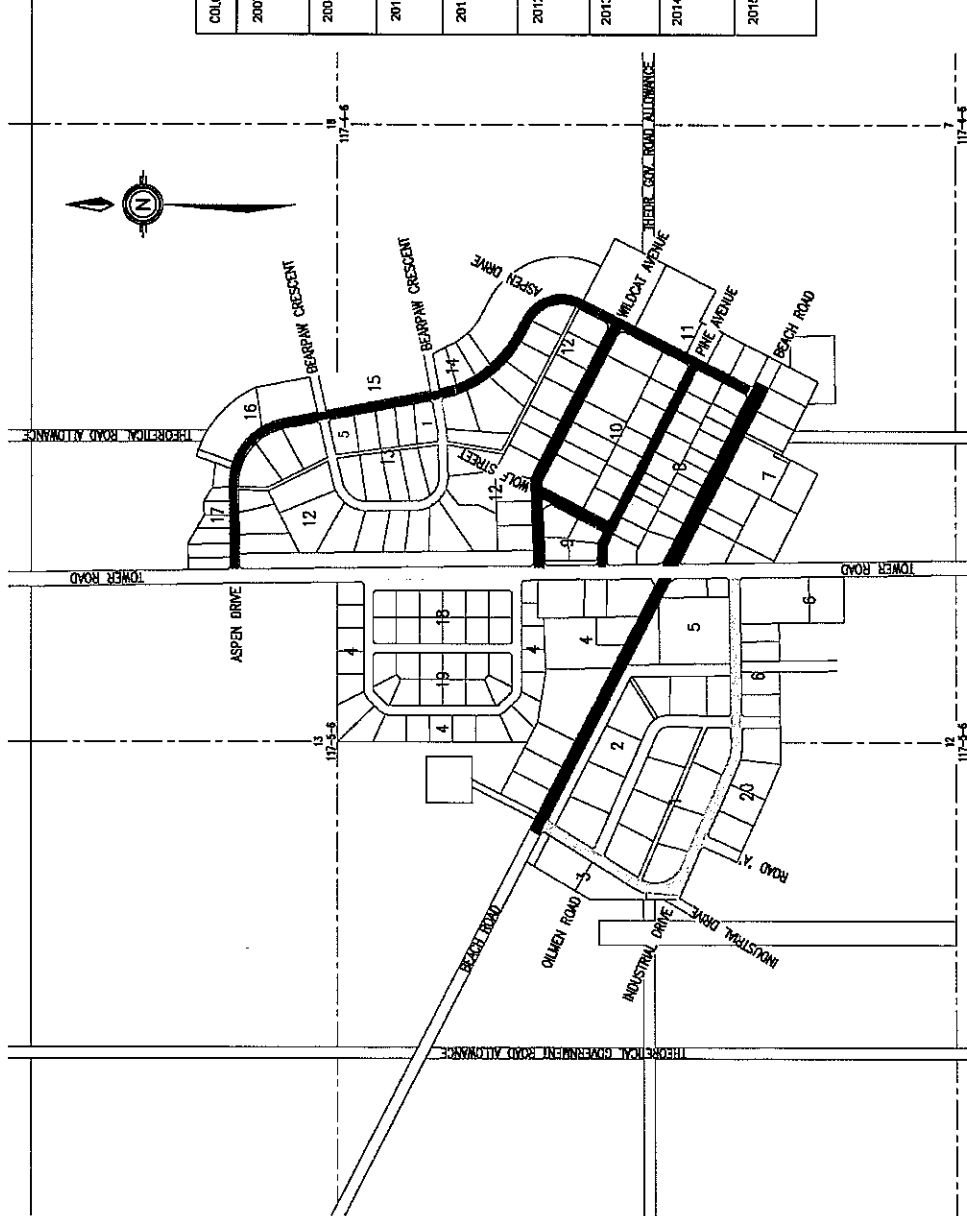 COL
200
200
201
201
2012
2013
2014
2015
18
117-4-6
N
THEORETICAL ROAD ALLOWANCE
BEARPAW CRESCENT
BEARPAW CRESCENT
ASPEN DRIVE
16
17
15
14
5
1
13
12
12
12
TOWER ROAD
ASPEN DRIVE
WOLF STREET
WILDCAT AVENUE
THEOR. GOV. ROAD ALLOWANCE
11
PINE AVENUE
BEACH ROAD
10
9
8
7
7
117-4-6
13
117-5-6
4
18
19
4
4
4
5
6
6
TOWER ROAD
2
1
3
20
12
117-5-6
BEACH ROAD
OILMEN ROAD
INDUSTRIAL DRIVE
INDUSTRIAL DRIVE
ROAD "A"
THEORETICAL GOVERNMENT ROAD ALLOWANCE